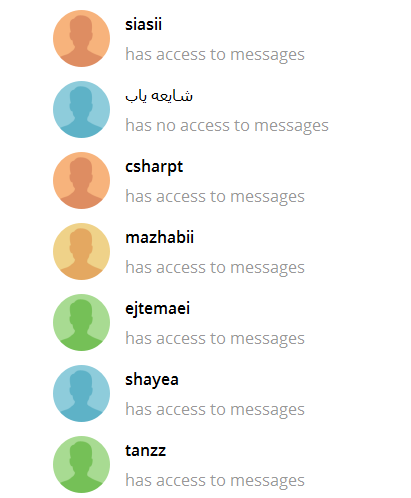 siasii
has access to messages
شایعه یاب
has no access to messages
csharpt
has access to messages
mazhabii
has access to messages
ejtemaei
has access to messages
shayea
has access to messages
tanzz
has access to messages